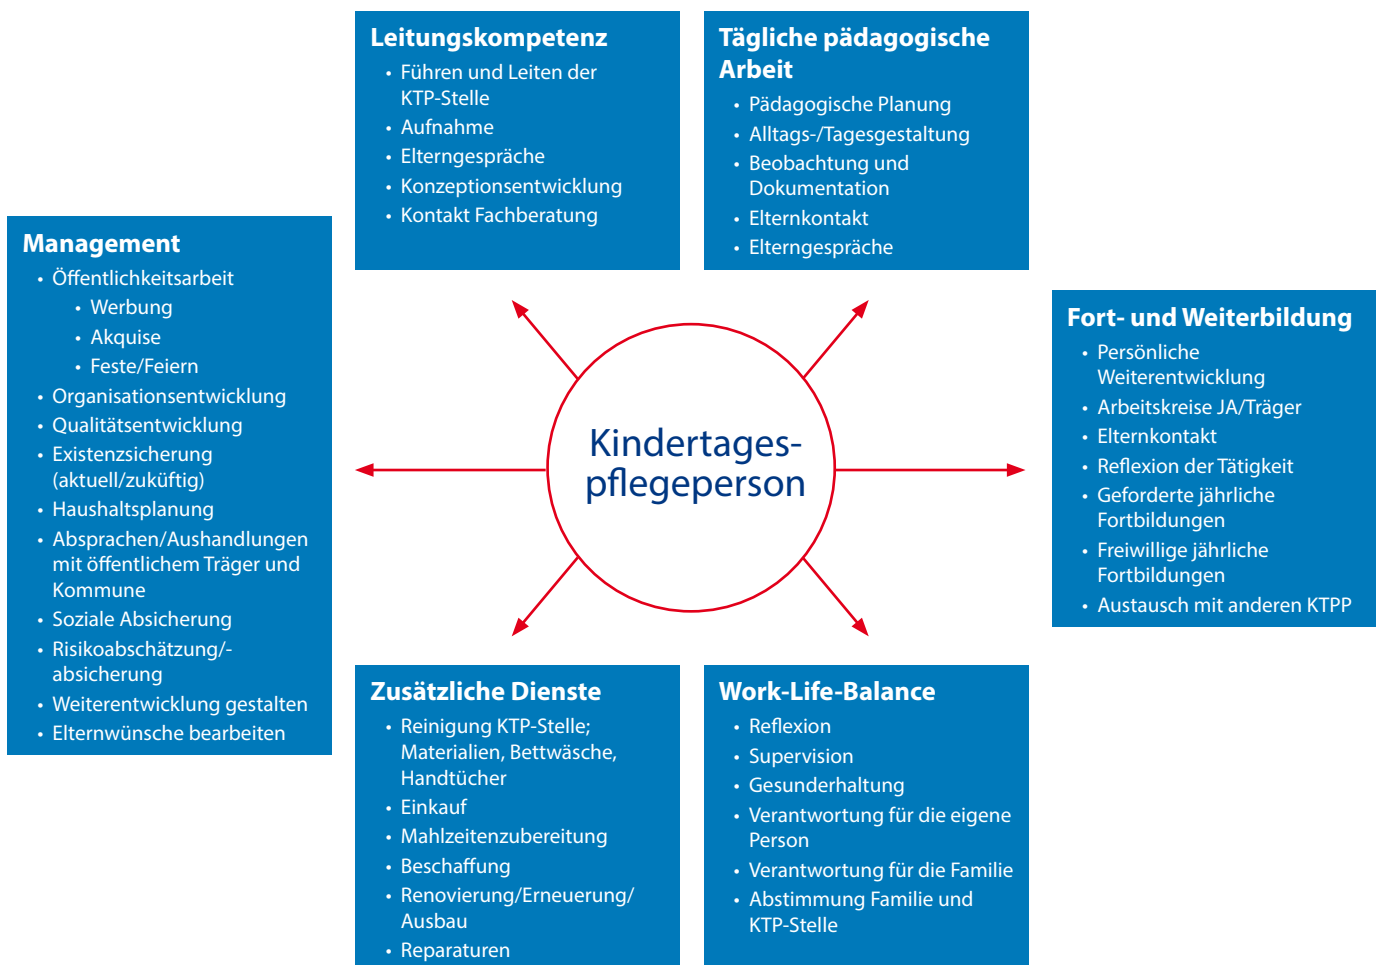 Leitungskompetenz
• Führen und Leiten der
KTP-Stelle
• Aufnahme
• Elterngespräche
• Konzeptionsentwicklung
• Kontakt Fachberatung
Tägliche pädagogische
Arbeit
• Pädagogische Planung
• Alltags-/Tagesgestaltung
• Beobachtung und
Dokumentation
• Elternkontakt
• Elterngespräche
Management
• Öffentlichkeitsarbeit
• Werbung
• Akquise
• Feste/Feiern
• Organisationsentwicklung
• Qualitätsentwicklung
• Existenzsicherung
(aktuell/zuküftig)
• Haushaltsplanung
• Absprachen/Aushandlungen
mit öffentlichem Träger und
Kommune
• Soziale Absicherung
• Risikoabschätzung/-
absicherung
• Weiterentwicklung gestalten
• Elternwünsche bearbeiten
Kindertages-
pflegeperson
Fort- und Weiterbildung
• Persönliche
Weiterentwicklung
• Arbeitskreise JA/Träger
• Elternkontakt
• Reflexion der Tätigkeit
• Geforderte jährliche
Fortbildungen
• Freiwillige jährliche
Fortbildungen
• Austausch mit anderen KTPP
Zusätzliche Dienste
• Reinigung KTP-Stelle;
Materialien, Bettwäsche,
Handtücher
• Einkauf
• Mahlzeitenzubereitung
• Beschaffung
• Renovierung/Erneuerung/
Ausbau
• Reparaturen
Work-Life-Balance
• Reflexion
• Supervision
• Gesunderhaltung
• Verantwortung für die eigene
Person
• Verantwortung für die Familie
• Abstimmung Familie und
KTP-Stelle